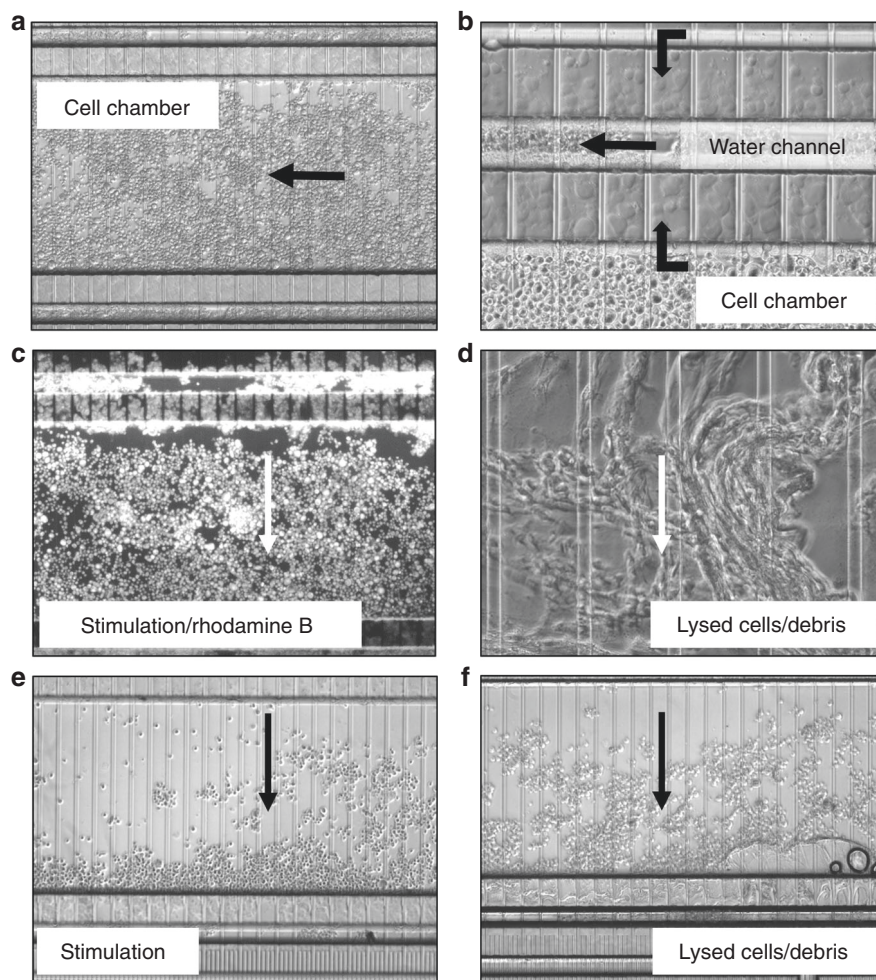 a
Cell chamber
b
Water channel
Cell chamber
c
Stimulation/rhodamine B
d
Lysed cells/debris
e
Stimulation
f
Lysed cells/debris